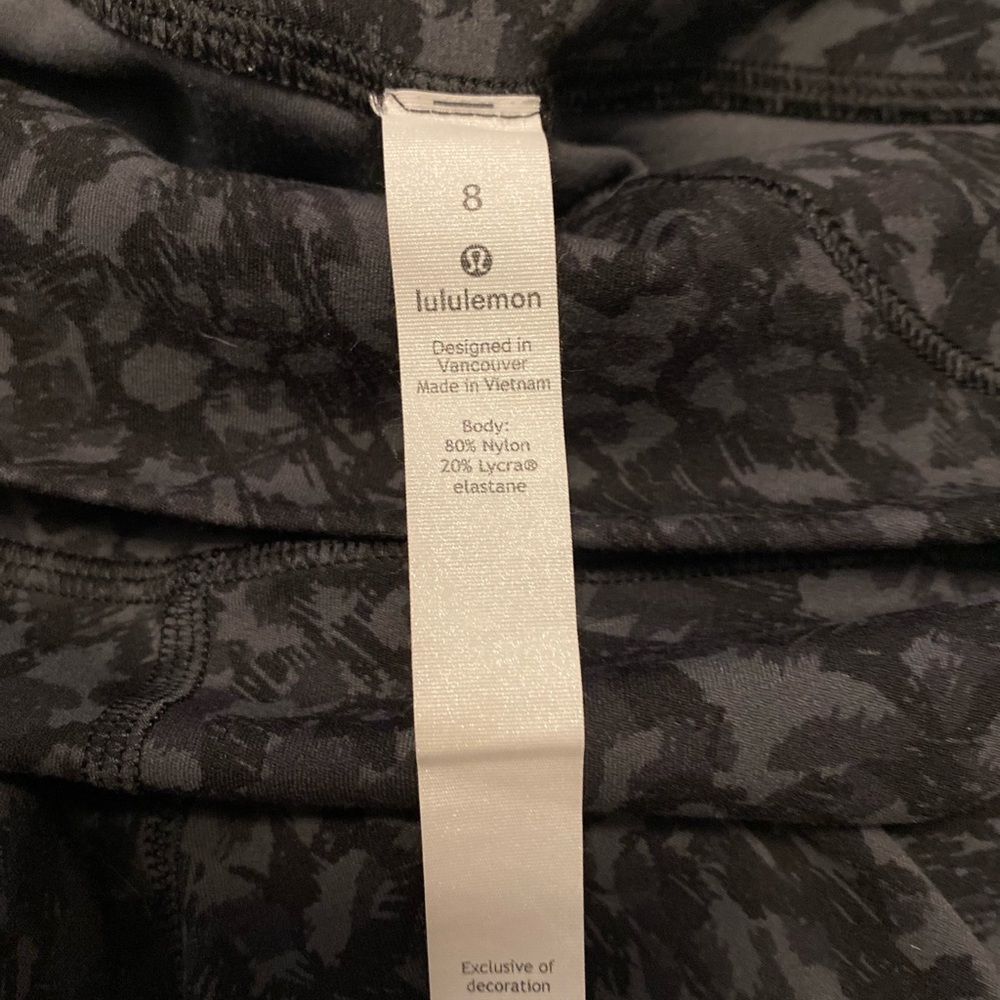 8
lululemon
Designed in
Vancouver
Made in Vietnam
Body:
80% Nylon
20% Lycra®
elastane
Exclusive of
decoration